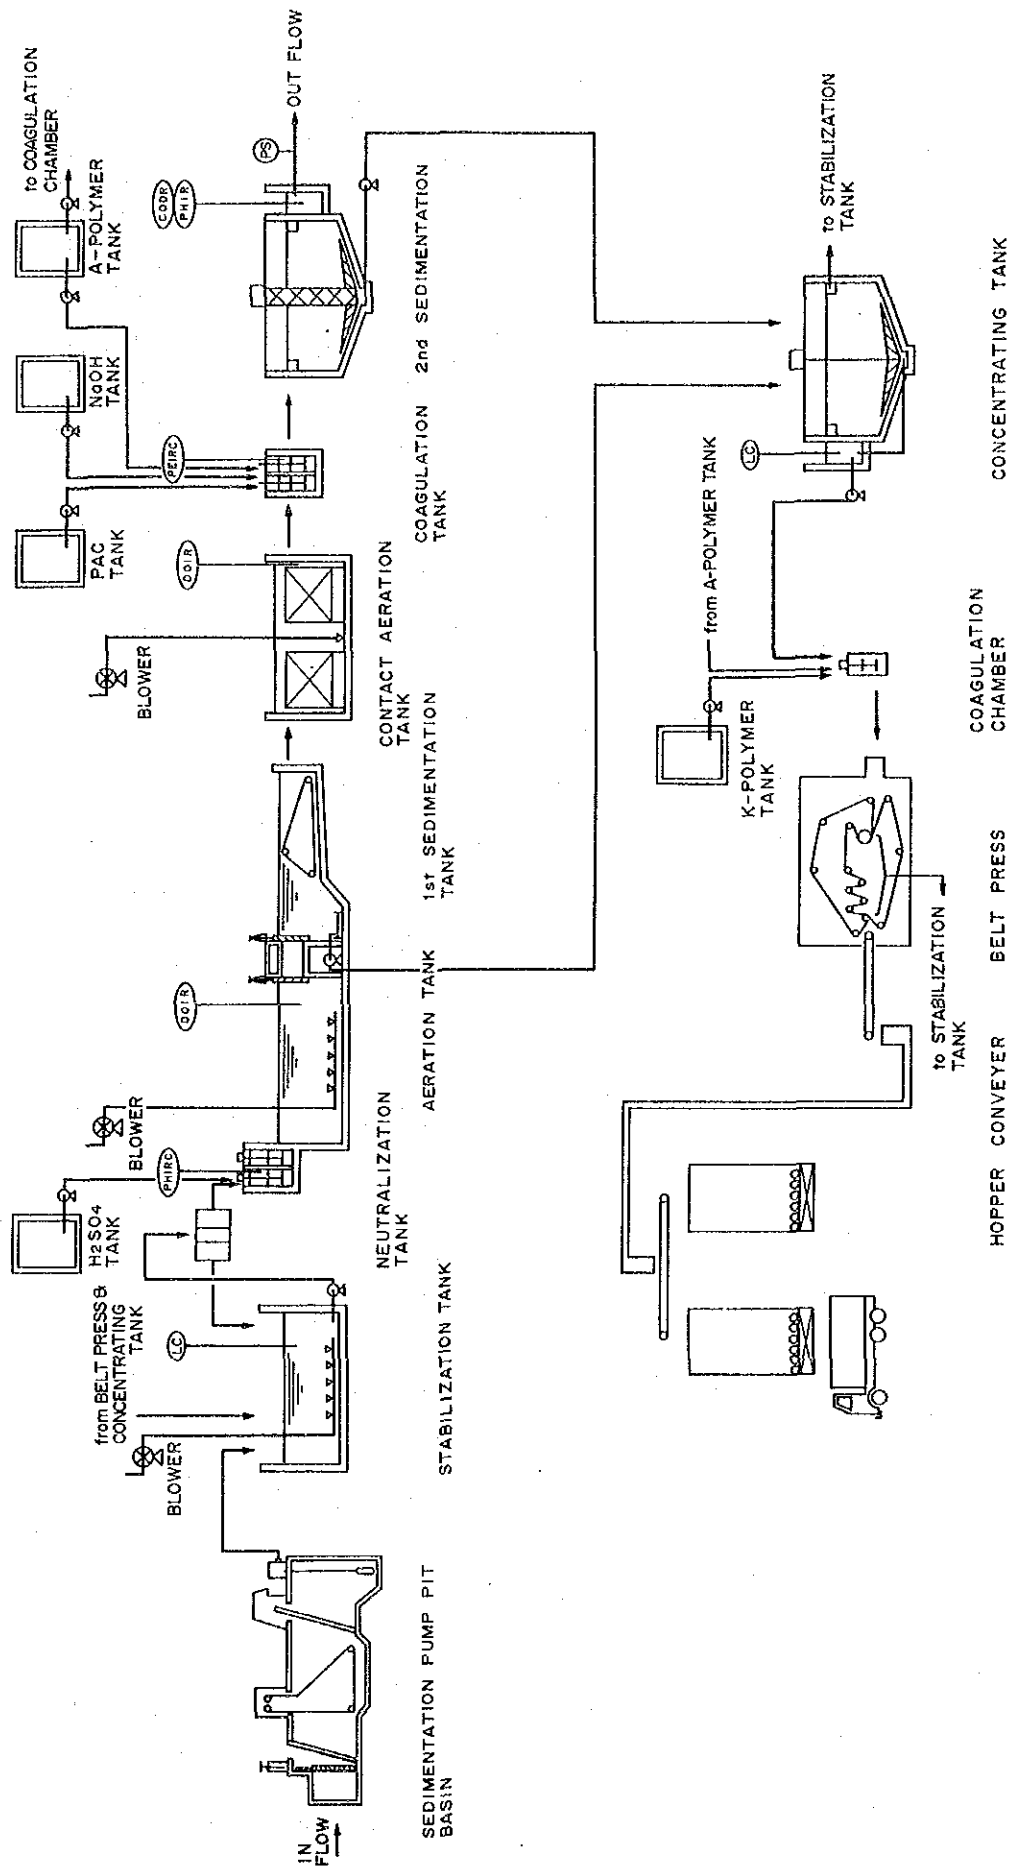 to COAGULATION
CHAMBER
A-POLYMER
TANK
NaOH
TANK
PAC
TANK
H2SO4
TANK
from BELT PRESS &
CONCENTRATING
TANK
BLOWER
BLOWER
BLOWER
LC
PHIRC
DOIR
DOIR
PEIRC
CODR
PHIR
PS
OUT FLOW
IN
FLOW
SEDIMENTATION PUMP PIT
BASIN
STABILIZATION TANK
NEUTRALIZATION
TANK
AERATION TANK
1st SEDIMENTATION
TANK
CONTACT AERATION
TANK
COAGULATION
TANK
2nd SEDIMENTATION
to STABILIZATION
TANK
LC
from A-POLYMER TANK
K-POLYMER
TANK
to STABILIZATION
TANK
HOPPER CONVEYER
BELT PRESS
COAGULATION
CHAMBER
CONCENTRATING TANK